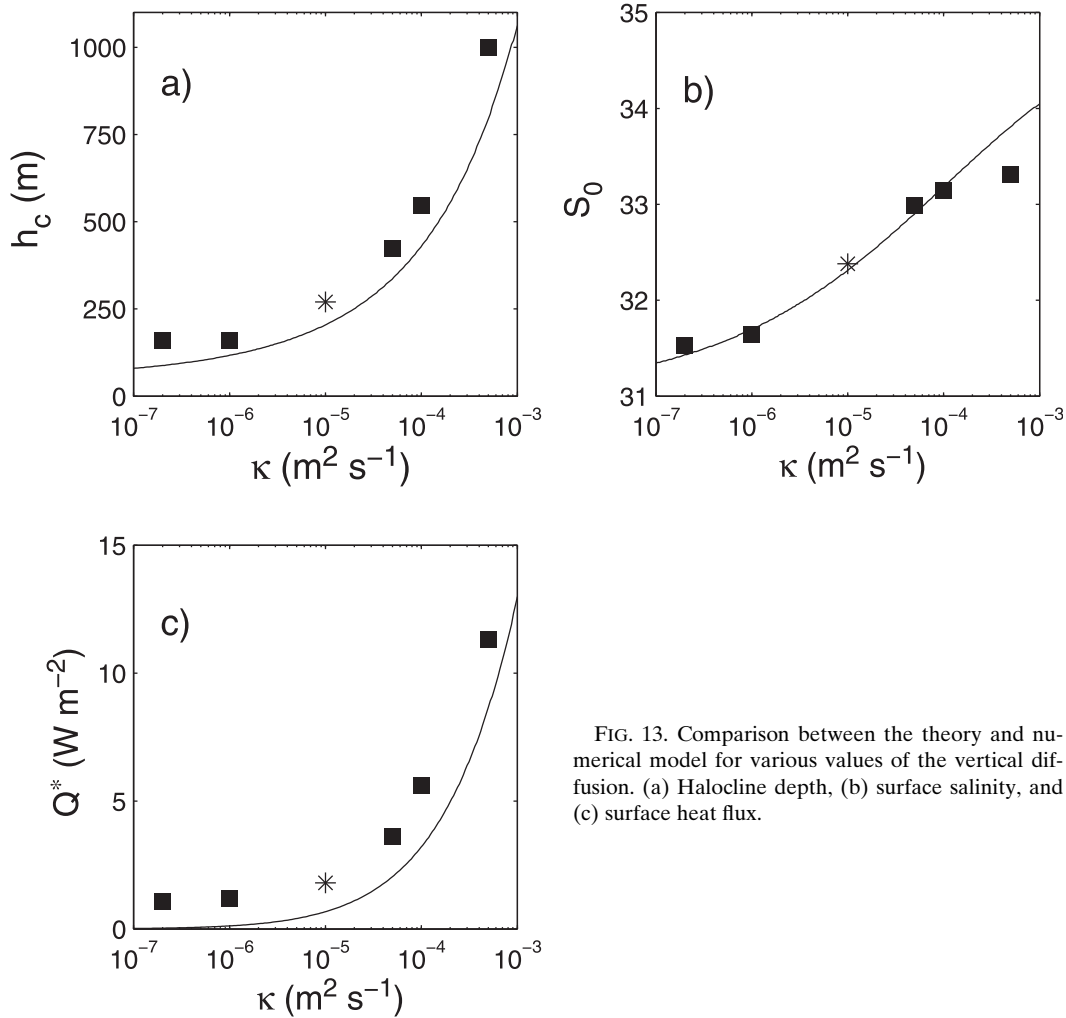 a)
1000
750
500
250
0
h_c (m)
10^−7 10^−6 10^−5 10^−4 10^−3
κ (m^2 s^−1)
b)
35
34
33
32
31
S_0
10^−7 10^−6 10^−5 10^−4 10^−3
κ (m^2 s^−1)
c)
15
10
5
0
Q* (W m^−2)
10^−7 10^−6 10^−5 10^−4 10^−3
κ (m^2 s^−1)
FIG. 13. Comparison between the theory and nu-
merical model for various values of the vertical dif-
fusion. (a) Halocline depth, (b) surface salinity, and
(c) surface heat flux.